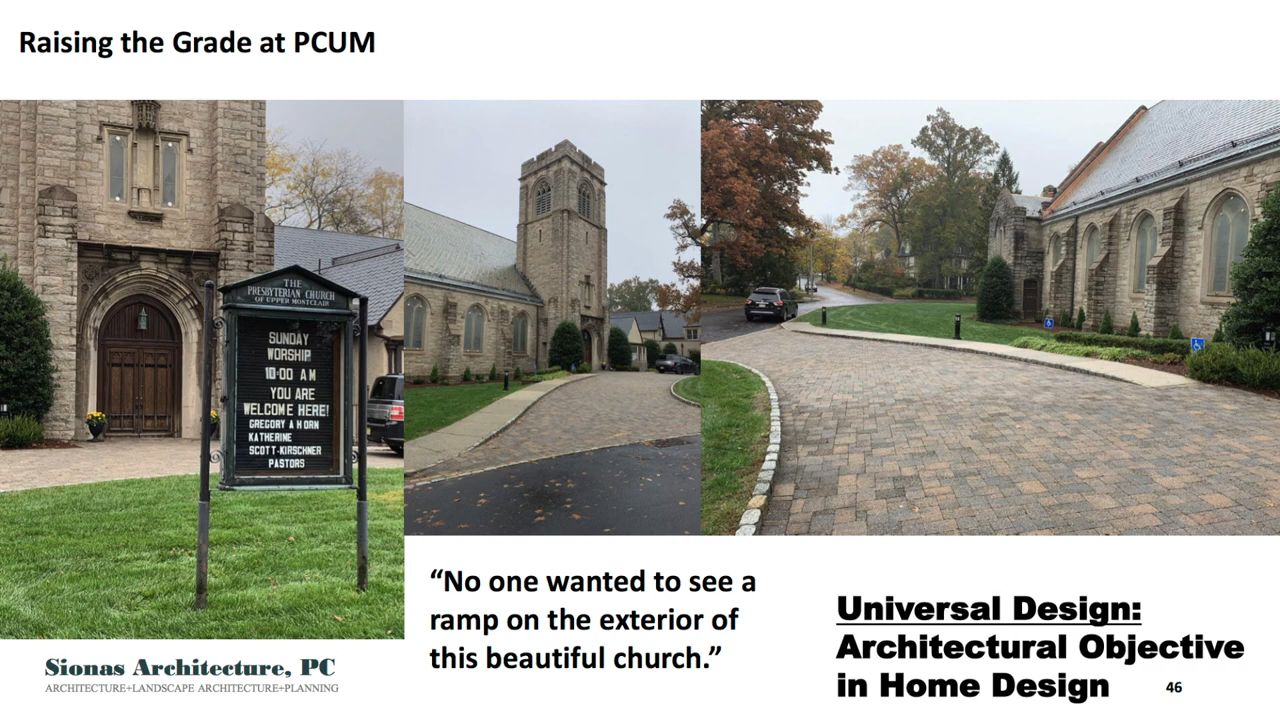 Raising the Grade at PCUM
THE
PRESBYTERIAN CHURCH
OF UPPER MONTCLAIR
SUNDAY
WORSHIP
10:00 AM
YOU ARE
WELCOME HERE!
GREGORY A HORN
KATHERINE
SCOTT-KIRSCHNER
PASTORS
“No one wanted to see a
ramp on the exterior of
this beautiful church.”
Sionas Architecture, PC
ARCHITECTURE+LANDSCAPE ARCHITECTURE+PLANNING
Universal Design:
Architectural Objective
in Home Design
46